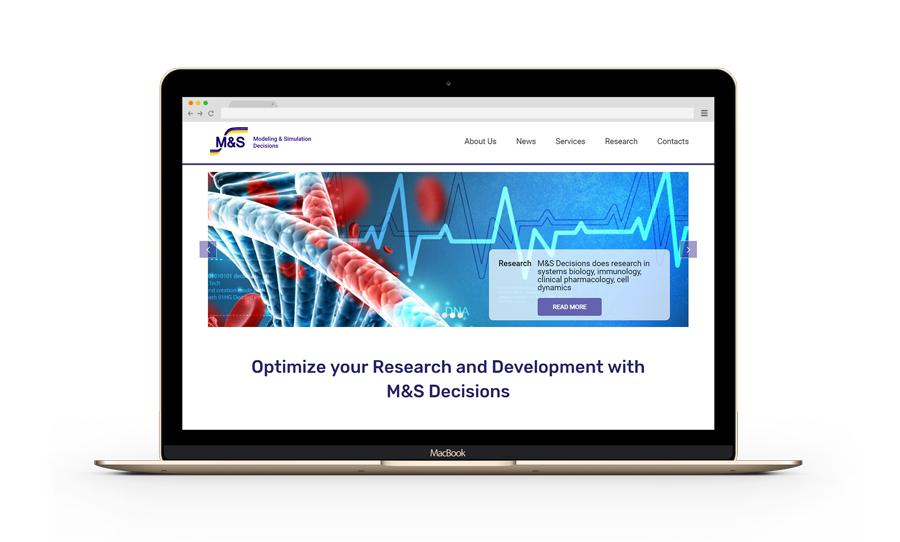 M&S
Modeling & Simulation
Decisions
About Us
News
Services
Research
Contacts
Research
M&S Decisions does research in
systems biology, immunology,
clinical pharmacology, cell
dynamics
READ MORE
DNA
Optimize your Research and Development with
M&S Decisions
MacBook